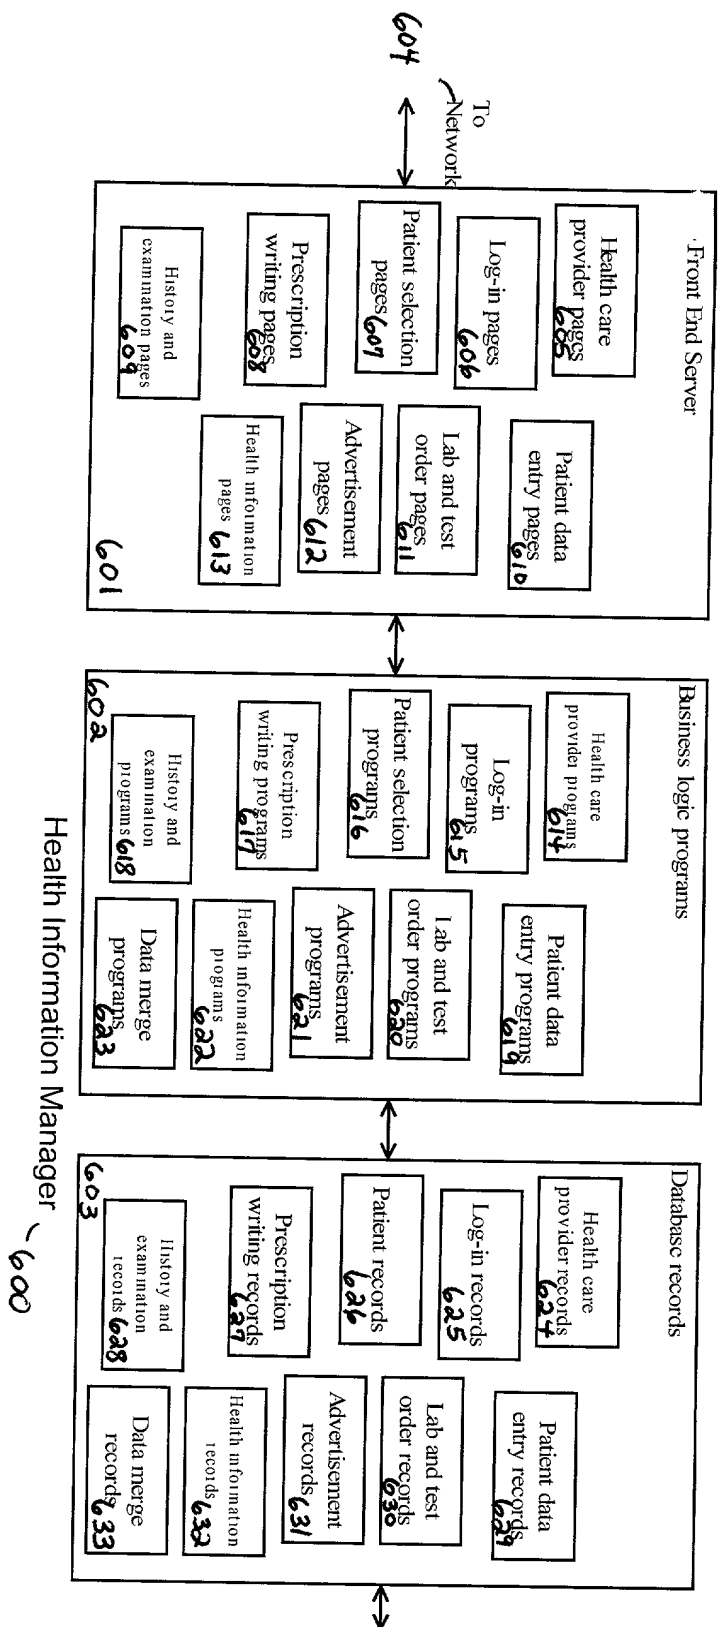 604
To
Network
Front End Server
Health care
provider pages
605
Log-in pages
606
Patient selection
pages 607
Prescription
writing pages
608
History and
examination pages
609
Patient data
entry pages
610
Lab and test
order pages
611
Advertisement
pages 612
Health information
pages 613
601
Business logic programs
Health care
provider programs
614
Log-in
programs
615
Patient selection
programs
616
Prescription
writing programs
617
History and
examination
programs 618
Patient data
entry programs
619
Lab and test
order programs
620
Advertisement
programs
621
Health information
programs
622
Data merge
programs
623
602
Database records
Health care
provider records
624
Log-in records
625
Patient records
626
Prescription
writing records
627
History and
examination
records 628
Patient data
entry records
629
Lab and test
order records
630
Advertisement
records 631
Health information
records 632
Data merge
records 633
603
Health Information Manager
600